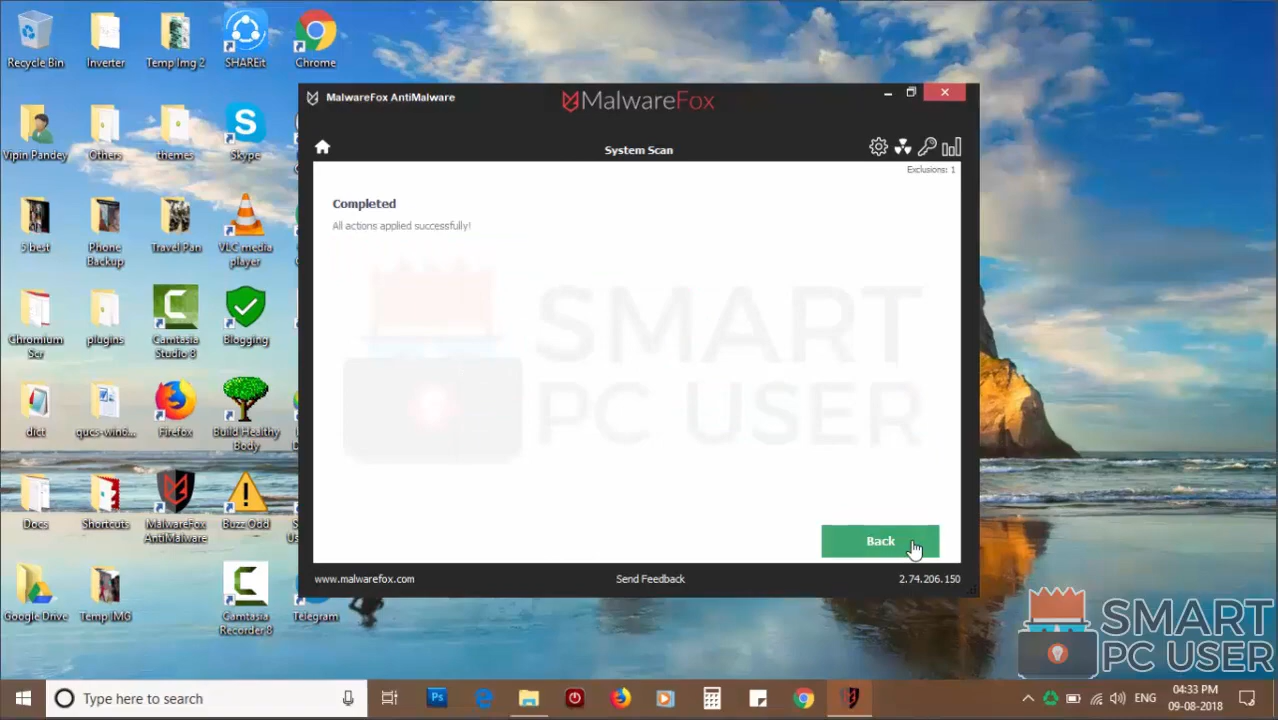 Recycle Bin
Inverter
Temp Img 2
SHAREit
Chrome
MalwareFox AntiMalware
MalwareFox
System Scan
Exclusions: 1
Completed
All actions applied successfully!
SMART
PC USER
Back
www.malwarefox.com
Send Feedback
2.74.206.150
Vipin Pandey
Others
themes
Skype
5 best
Phone
Backup
Travel Pan
VLC media
player
Chromium
Scr
plugins
Camtasia
Studio 8
Blogging
dict
qucs-win6...
Firefox
Build Healthy
Body
Docs
Shortcuts
MalwareFox
AntiMalware
Buzz Odd
Google Drive
Temp IMG
Camtasia
Recorder 8
Telegram
SMART
PC USER
Type here to search
Ps
ENG
04:33 PM
09-08-2018